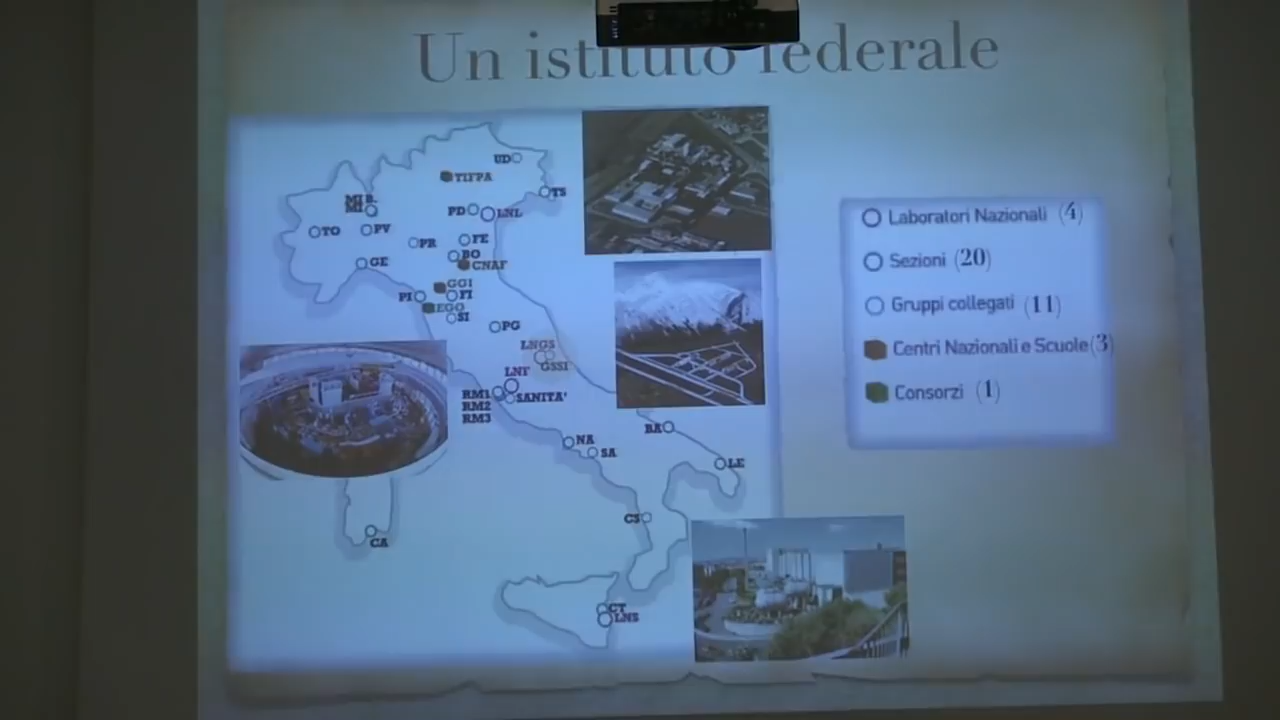 Un istituto federale
UD
TIFPA
TS
MI B.
MI
PD
LNL
TO
PV
PR
FE
BO
CNAF
GE
GGI
PI
FI
EGO
SI
PG
LNGS
GSSI
LNF
RM1
SANITA'
RM2
RM3
BA
NA
SA
LE
CS
CA
CT
LNS
Laboratori Nazionali (4)
Sezioni (20)
Gruppi collegati (11)
Centri Nazionali e Scuole (3)
Consorzi (1)